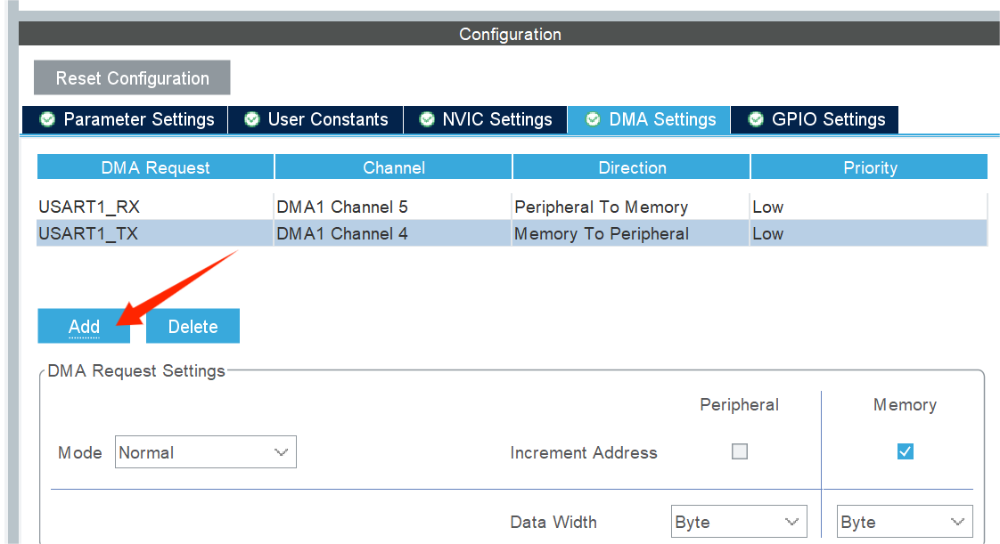 Configuration
Reset Configuration
Parameter Settings User Constants NVIC Settings DMA Settings GPIO Settings
DMA Request Channel Direction Priority
USART1_RX DMA1 Channel 5 Peripheral To Memory Low
USART1_TX DMA1 Channel 4 Memory To Peripheral Low
Add Delete
DMA Request Settings
Peripheral Memory
Mode Normal Increment Address
Data Width Byte Byte